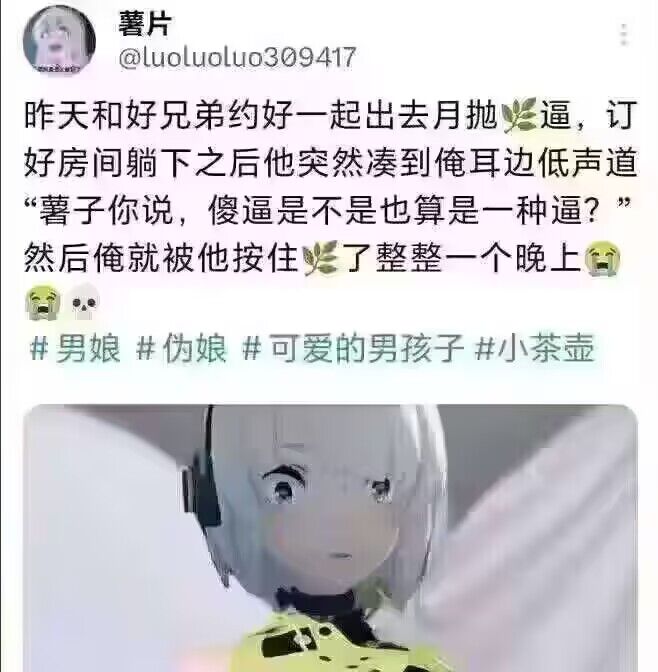 薯片
@luoluoluo309417
昨天和好兄弟约好一起出去月抛🌿逼，订
好房间躺下之后他突然凑到俺耳边低声道
“薯子你说，傻逼是不是也算是一种逼？”
然后俺就被他按住🌿了整整一个晚上😭
😭💀
#男娘 #伪娘 #可爱的男孩子 #小茶壶